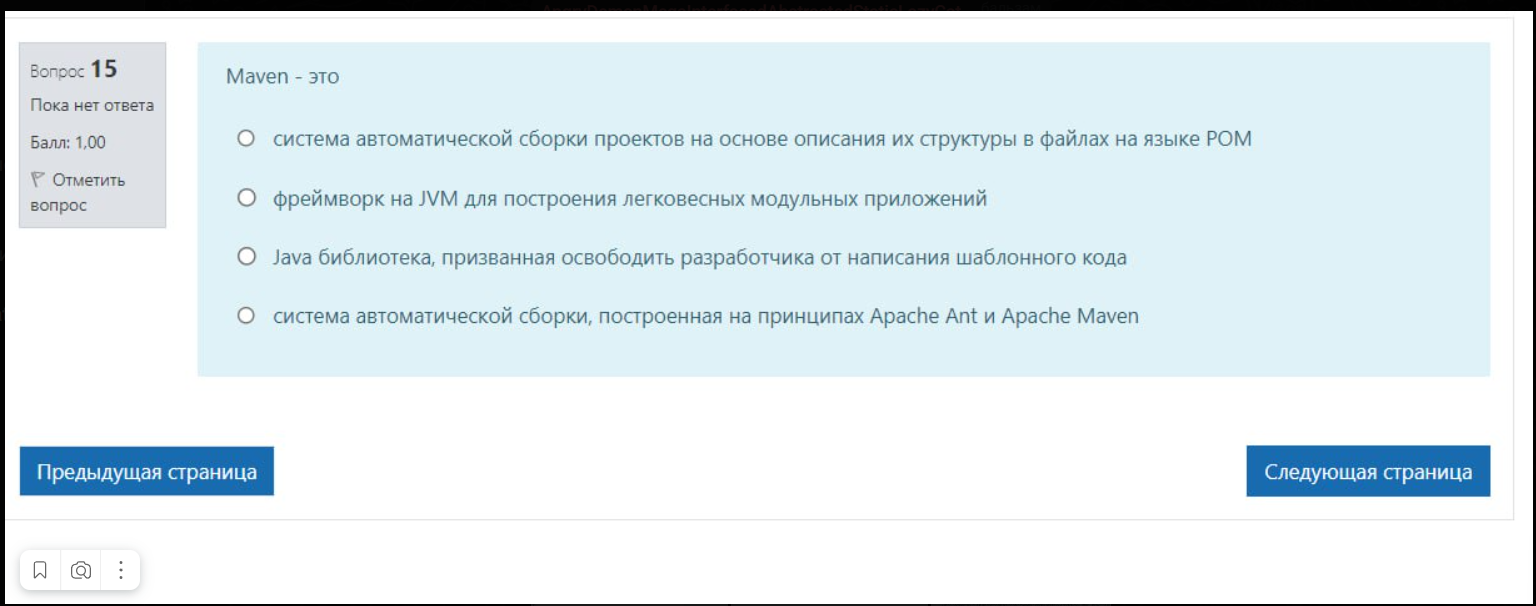 Вопрос 15
Пока нет ответа
Балл: 1,00
Отметить
вопрос
Maven - это
система автоматической сборки проектов на основе описания их структуры в файлах на языке POM
фреймворк на JVM для построения легковесных модульных приложений
Java библиотека, призванная освободить разработчика от написания шаблонного кода
система автоматической сборки, построенная на принципах Apache Ant и Apache Maven
Предыдущая страница
Следующая страница